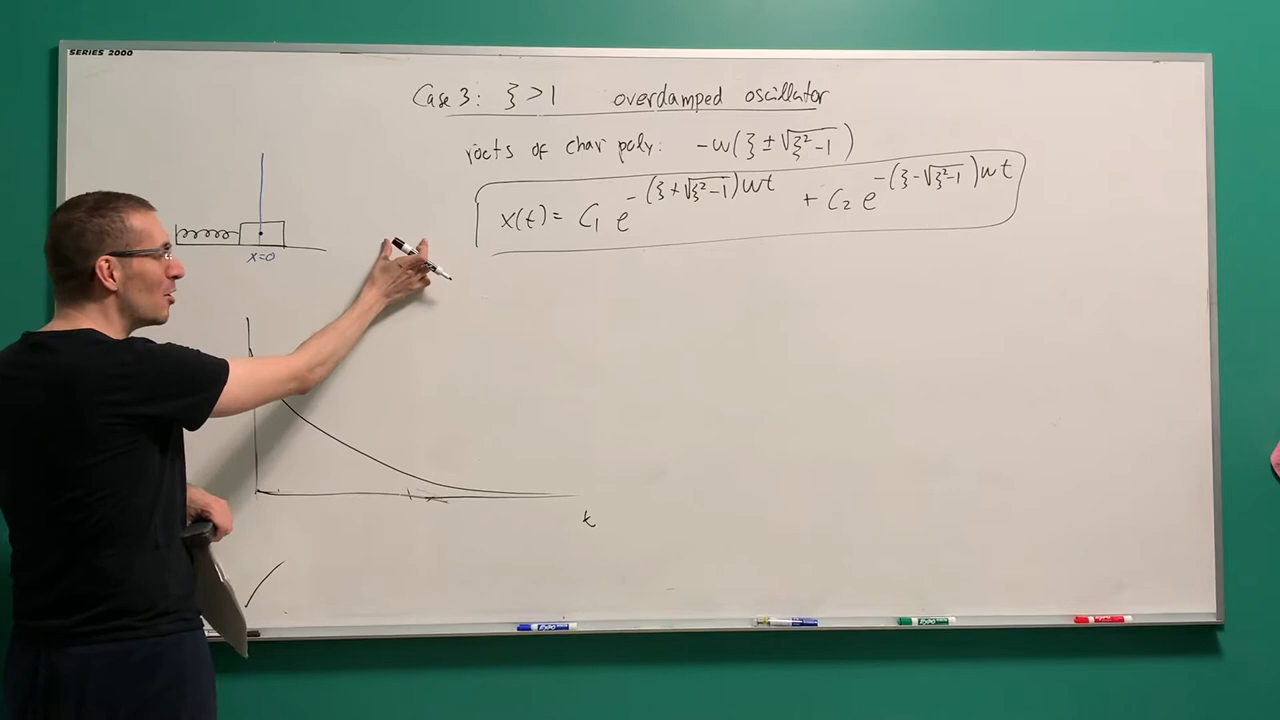 SERIES 2000
Case 3: ξ > 1 overdamped oscillator
roots of char poly: -ω(ξ ± √(ξ²-1))
x(t) = C₁ e^(-(ξ+√(ξ²-1))ωt) + C₂ e^(-(ξ-√(ξ²-1))ωt)
x=0
t